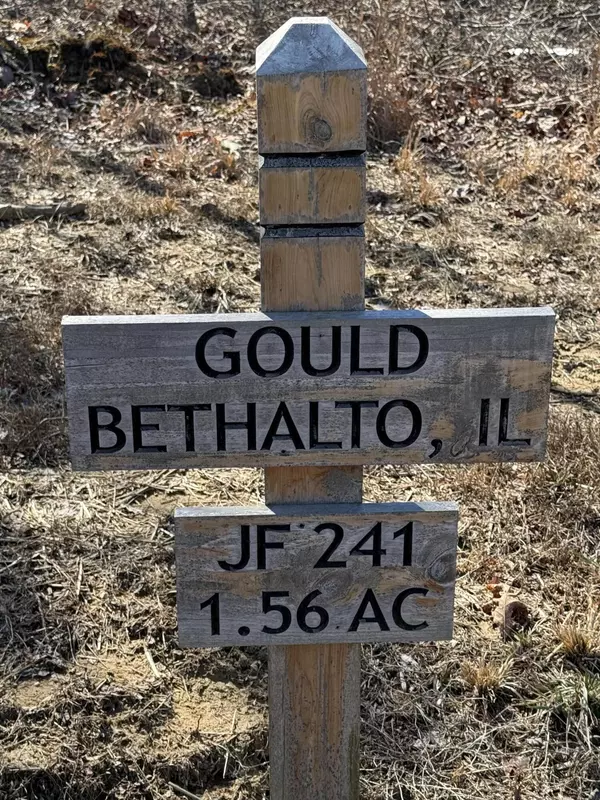 GOULD
BETHALTO, IL
JF 241
1.56 AC